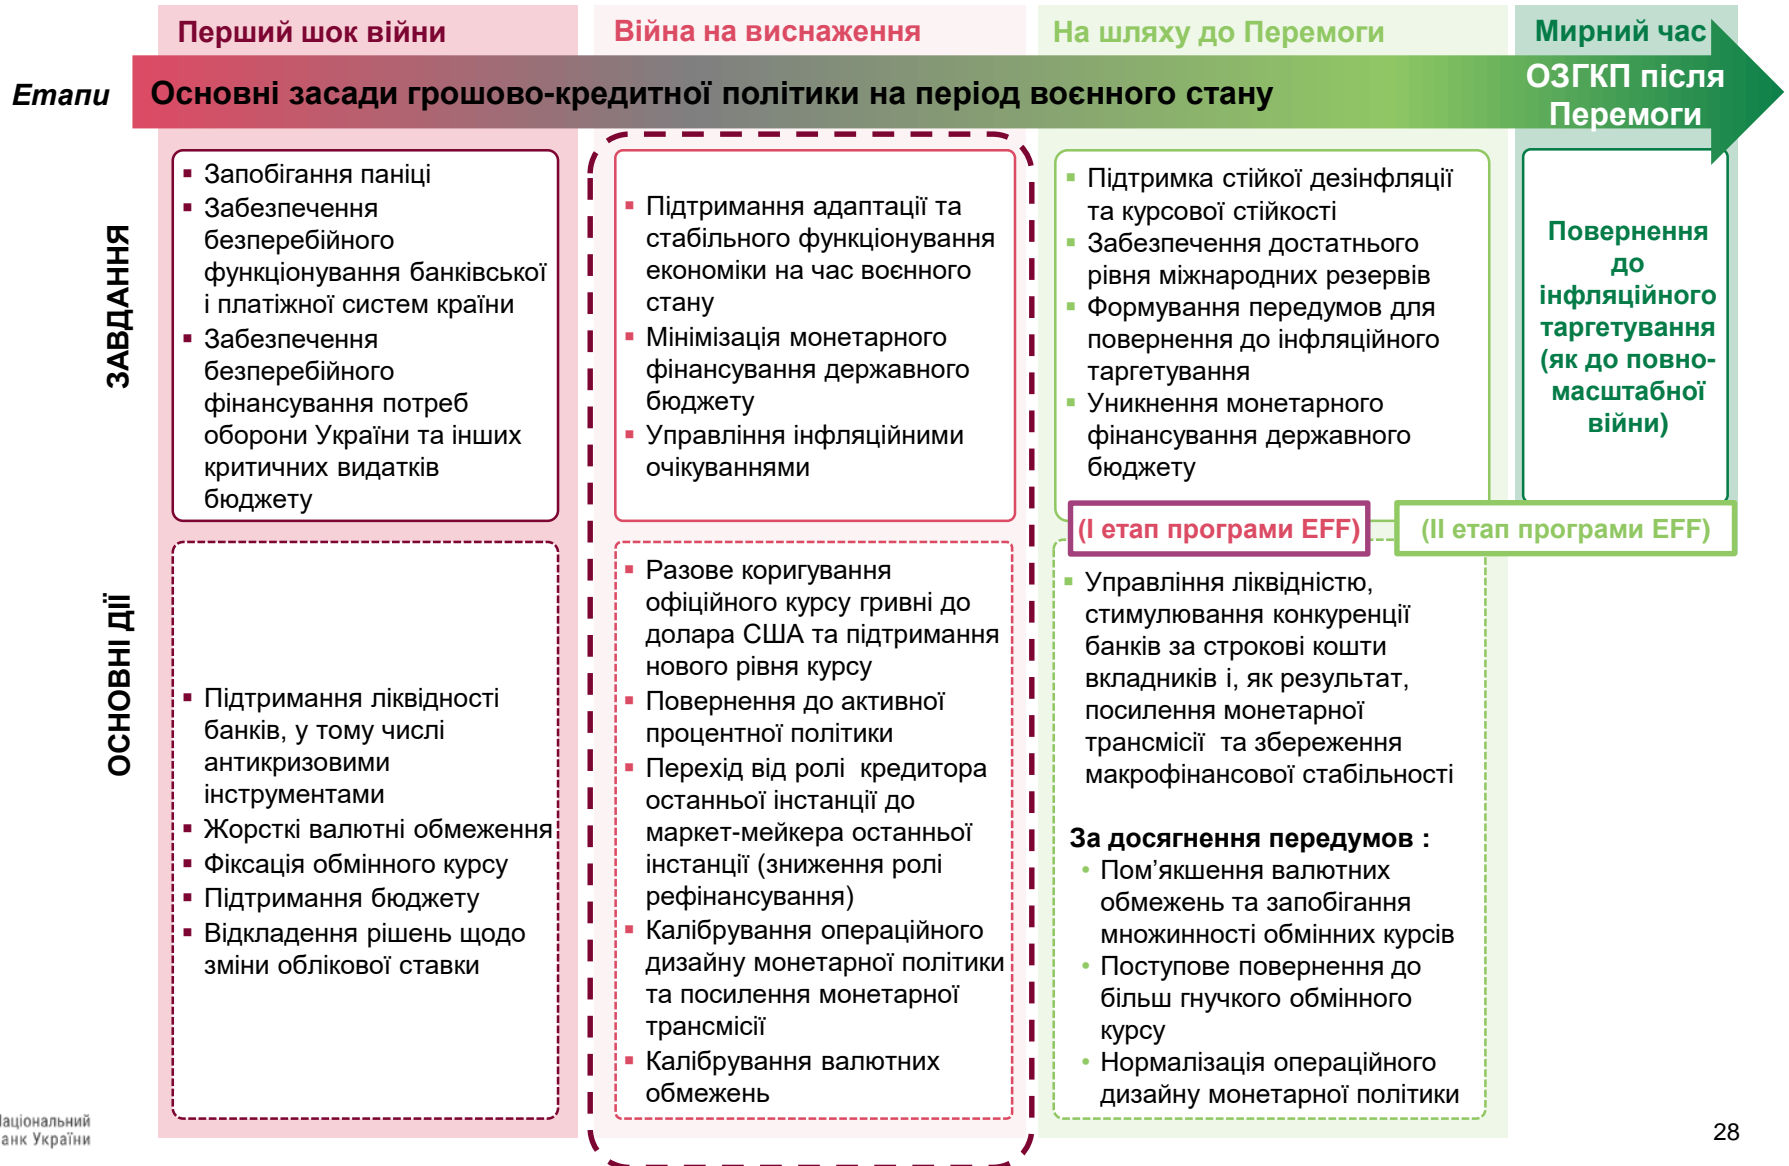 Перший шок війни
Війна на виснаження
На шляху до Перемоги
Мирний час
Етапи
Основні засади грошово-кредитної політики на період воєнного стану
ОЗГКП після
Перемоги
ЗАВДАННЯ
▪ Запобігання паніці
▪ Забезпечення
безперебійного
функціонування банківської
і платіжної систем країни
▪ Забезпечення
безперебійного
фінансування потреб
оборони України та інших
критичних видатків
бюджету
▪ Підтримання адаптації та
стабільного функціонування
економіки на час воєнного
стану
▪ Мінімізація монетарного
фінансування державного
бюджету
▪ Управління інфляційними
очікуваннями
▪ Підтримка стійкої дезінфляції
та курсової стійкості
▪ Забезпечення достатнього
рівня міжнародних резервів
▪ Формування передумов для
повернення до інфляційного
таргетування
▪ Уникнення монетарного
фінансування державного
бюджету
Повернення
до
інфляційного
таргетування
(як до повно-
масштабної
війни)
(І етап програми EFF)
(ІІ етап програми EFF)
ОСНОВНІ ДІЇ
▪ Підтримання ліквідності
банків, у тому числі
антикризовими
інструментами
▪ Жорсткі валютні обмеження
▪ Фіксація обмінного курсу
▪ Підтримання бюджету
▪ Відкладення рішень щодо
зміни облікової ставки
▪ Разове коригування
офіційного курсу гривні до
долара США та підтримання
нового рівня курсу
▪ Повернення до активної
процентної політики
▪ Перехід від ролі кредитора
останньої інстанції до
маркет-мейкера останньої
інстанції (зниження ролі
рефінансування)
▪ Калібрування операційного
дизайну монетарної політики
та посилення монетарної
трансмісії
▪ Калібрування валютних
обмежень
▪ Управління ліквідністю,
стимулювання конкуренції
банків за строкові кошти
вкладників і, як результат,
посилення монетарної
трансмісії та збереження
макрофінансової стабільності
За досягнення передумов :
• Пом’якшення валютних
обмежень та запобігання
множинності обмінних курсів
• Поступове повернення до
більш гнучкого обмінного
курсу
• Нормалізація операційного
дизайну монетарної політики
Національний
банк України
28